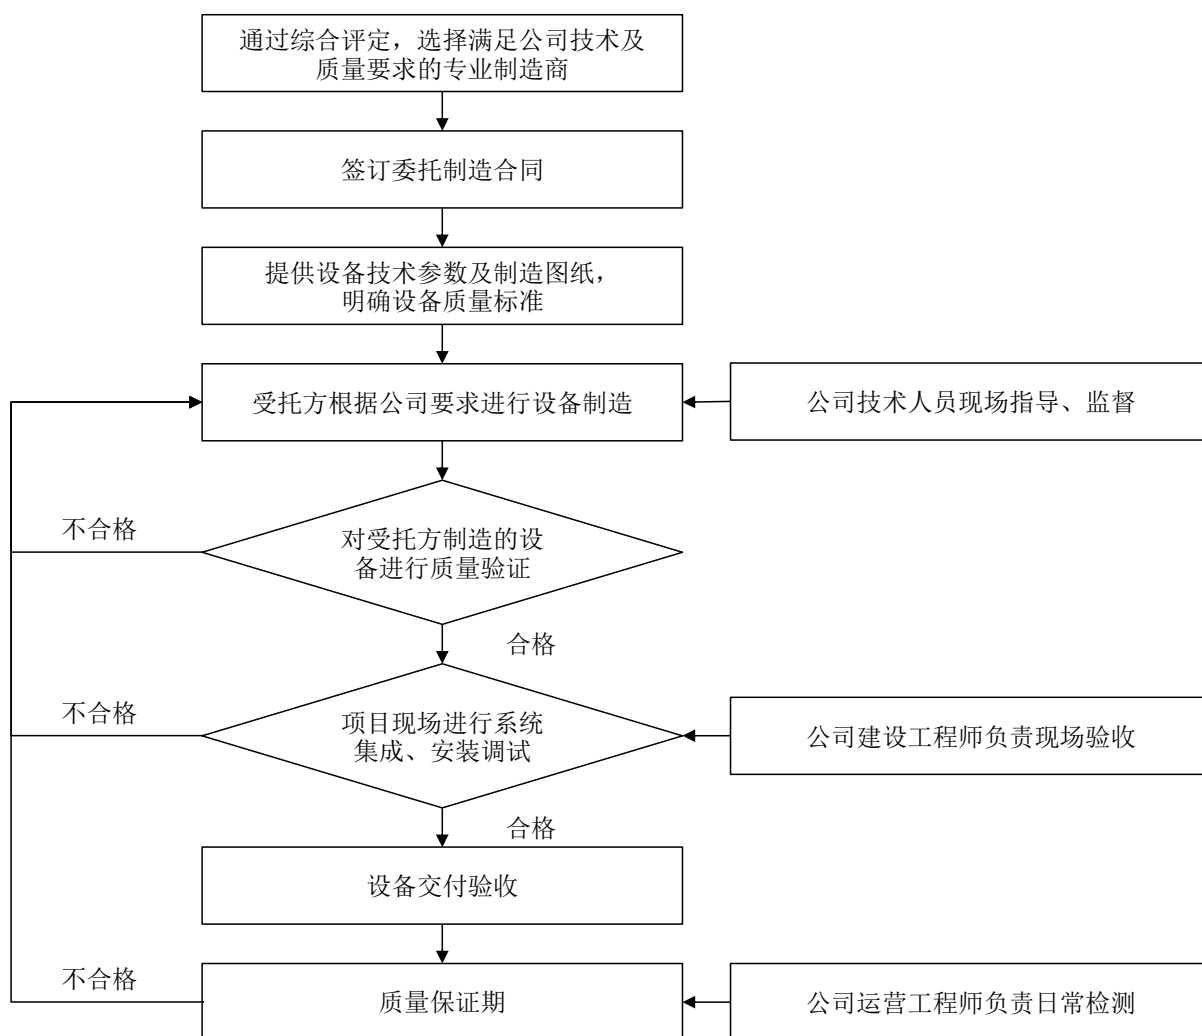 通过综合评定，选择满足公司技术及
质量要求的专业制造商
签订委托制造合同
提供设备技术参数及制造图纸，
明确设备质量标准
受托方根据公司要求进行设备制造
公司技术人员现场指导、监督
不合格
对受托方制造的设
备进行质量验证
合格
不合格
项目现场进行系统
集成、安装调试
公司建设工程师负责现场验收
合格
设备交付验收
不合格
质量保证期
公司运营工程师负责日常检测